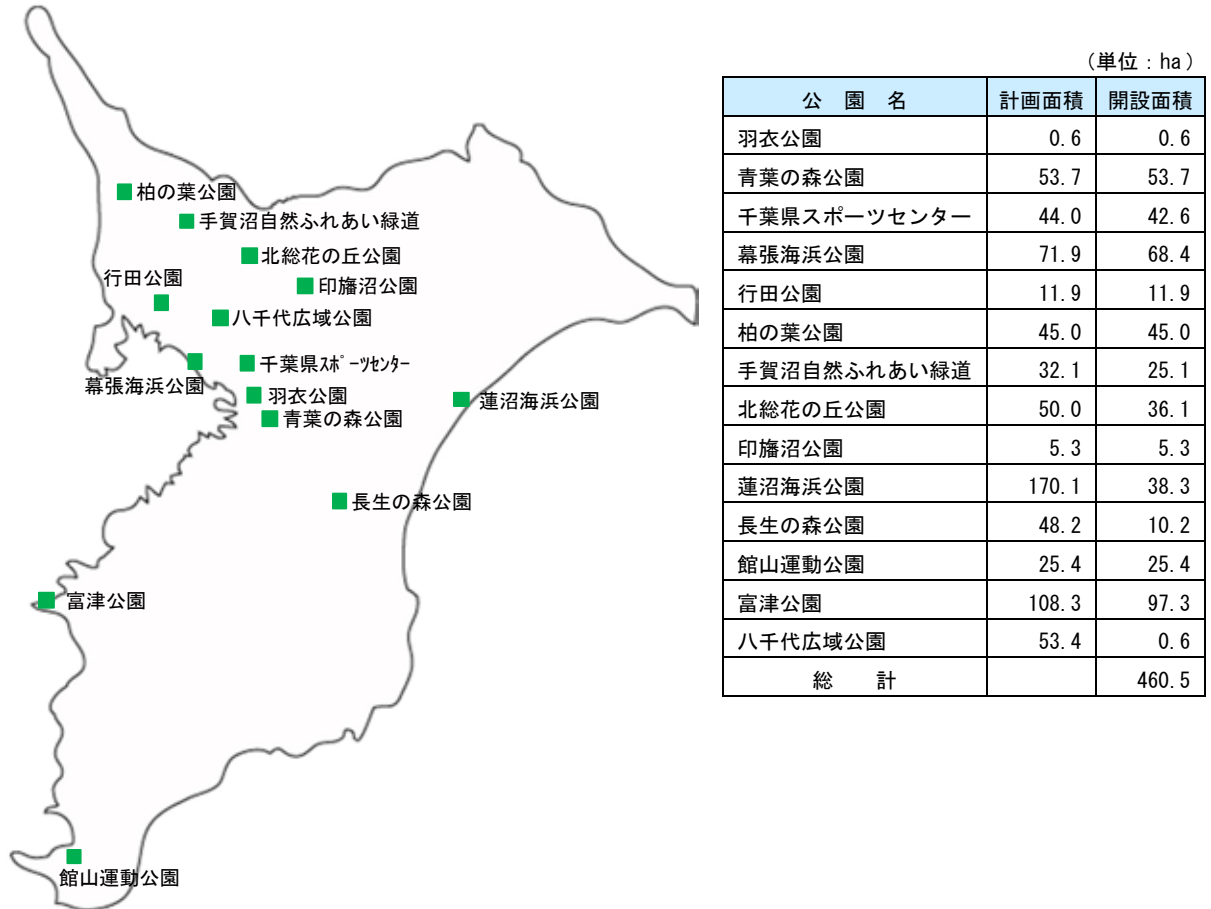 柏の葉公園
手賀沼自然ふれあい緑道
北総花の丘公園
行田公園
印旛沼公園
八千代広域公園
千葉県ｽﾎﾟｰﾂｾﾝﾀｰ
幕張海浜公園
羽衣公園
蓮沼海浜公園
青葉の森公園
長生の森公園
富津公園
館山運動公園
（単位：ha）
公　園　名 計画面積 開設面積
羽衣公園 0.6 0.6
青葉の森公園 53.7 53.7
千葉県スポーツセンター 44.0 42.6
幕張海浜公園 71.9 68.4
行田公園 11.9 11.9
柏の葉公園 45.0 45.0
手賀沼自然ふれあい緑道 32.1 25.1
北総花の丘公園 50.0 36.1
印旛沼公園 5.3 5.3
蓮沼海浜公園 170.1 38.3
長生の森公園 48.2 10.2
館山運動公園 25.4 25.4
富津公園 108.3 97.3
八千代広域公園 53.4 0.6
総　　計 460.5